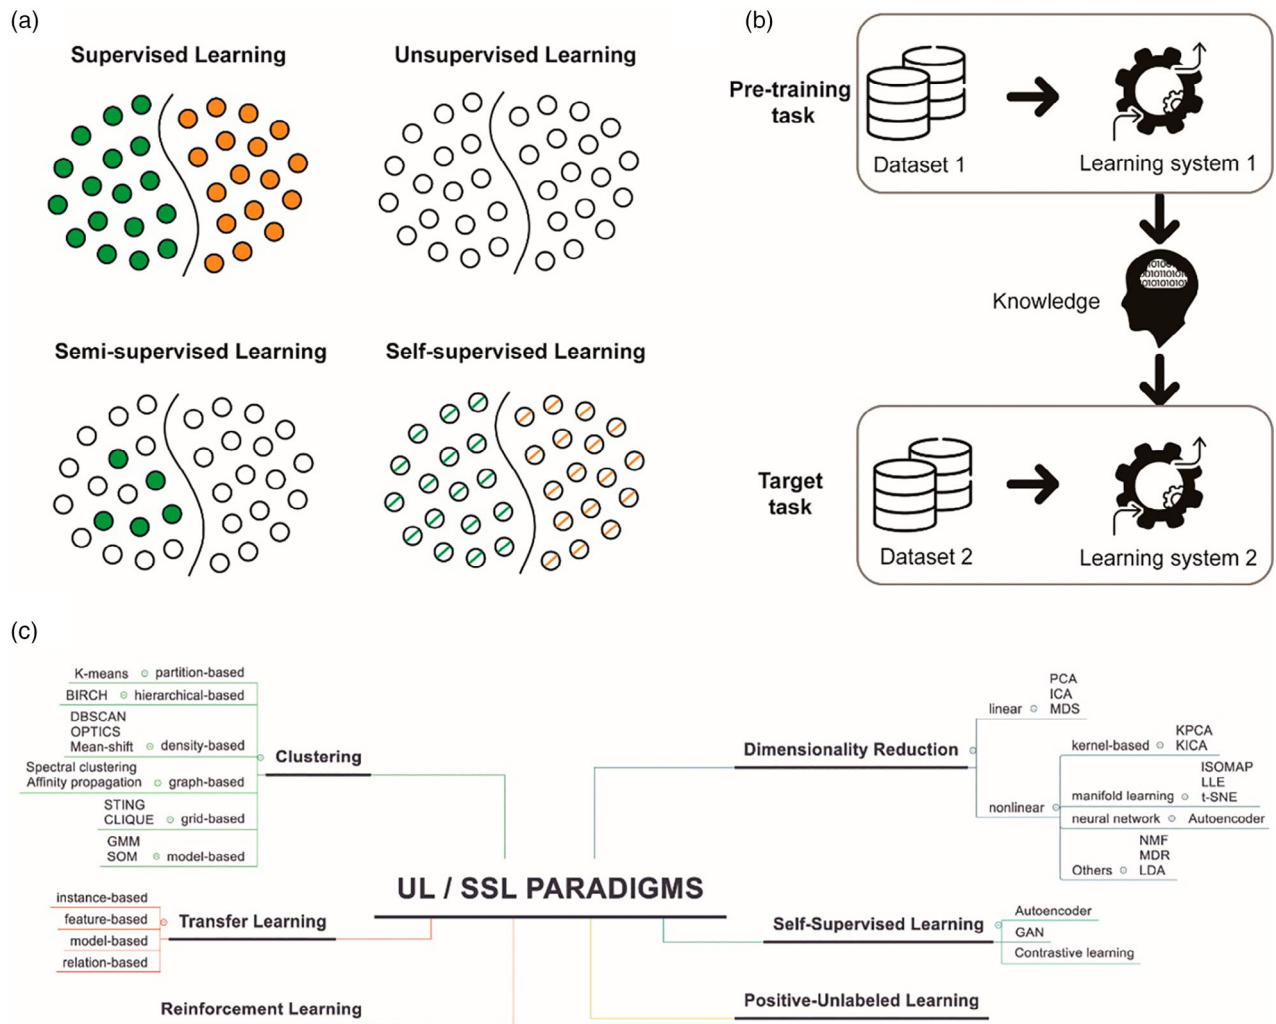 (a)
Supervised Learning
Unsupervised Learning
Semi-supervised Learning
Self-supervised Learning
(b)
Pre-training
task
Dataset 1
Learning system 1
Knowledge
Target
task
Dataset 2
Learning system 2
(c)
K-means partition-based
BIRCH hierarchical-based
DBSCAN
OPTICS
Mean-shift density-based
Spectral clustering
Affinity propagation graph-based
STING
CLIQUE grid-based
GMM
SOM model-based
Clustering
Dimensionality Reduction
linear
PCA
ICA
MDS
nonlinear
kernel-based
KPCA
KICA
manifold learning
ISOMAP
LLE
t-SNE
neural network Autoencoder
Others
NMF
MDR
LDA
UL / SSL PARADIGMS
instance-based
feature-based
model-based
relation-based
Transfer Learning
Self-Supervised Learning
Autoencoder
GAN
Contrastive learning
Reinforcement Learning
Positive-Unlabeled Learning